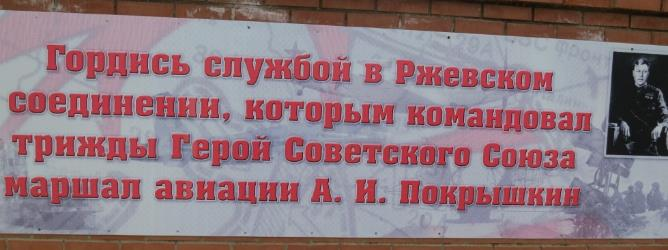 Гордись службой в Ржевском
соединении, которым командовал
трижды Герой Советского Союза
маршал авиации А. И. Покрышкин